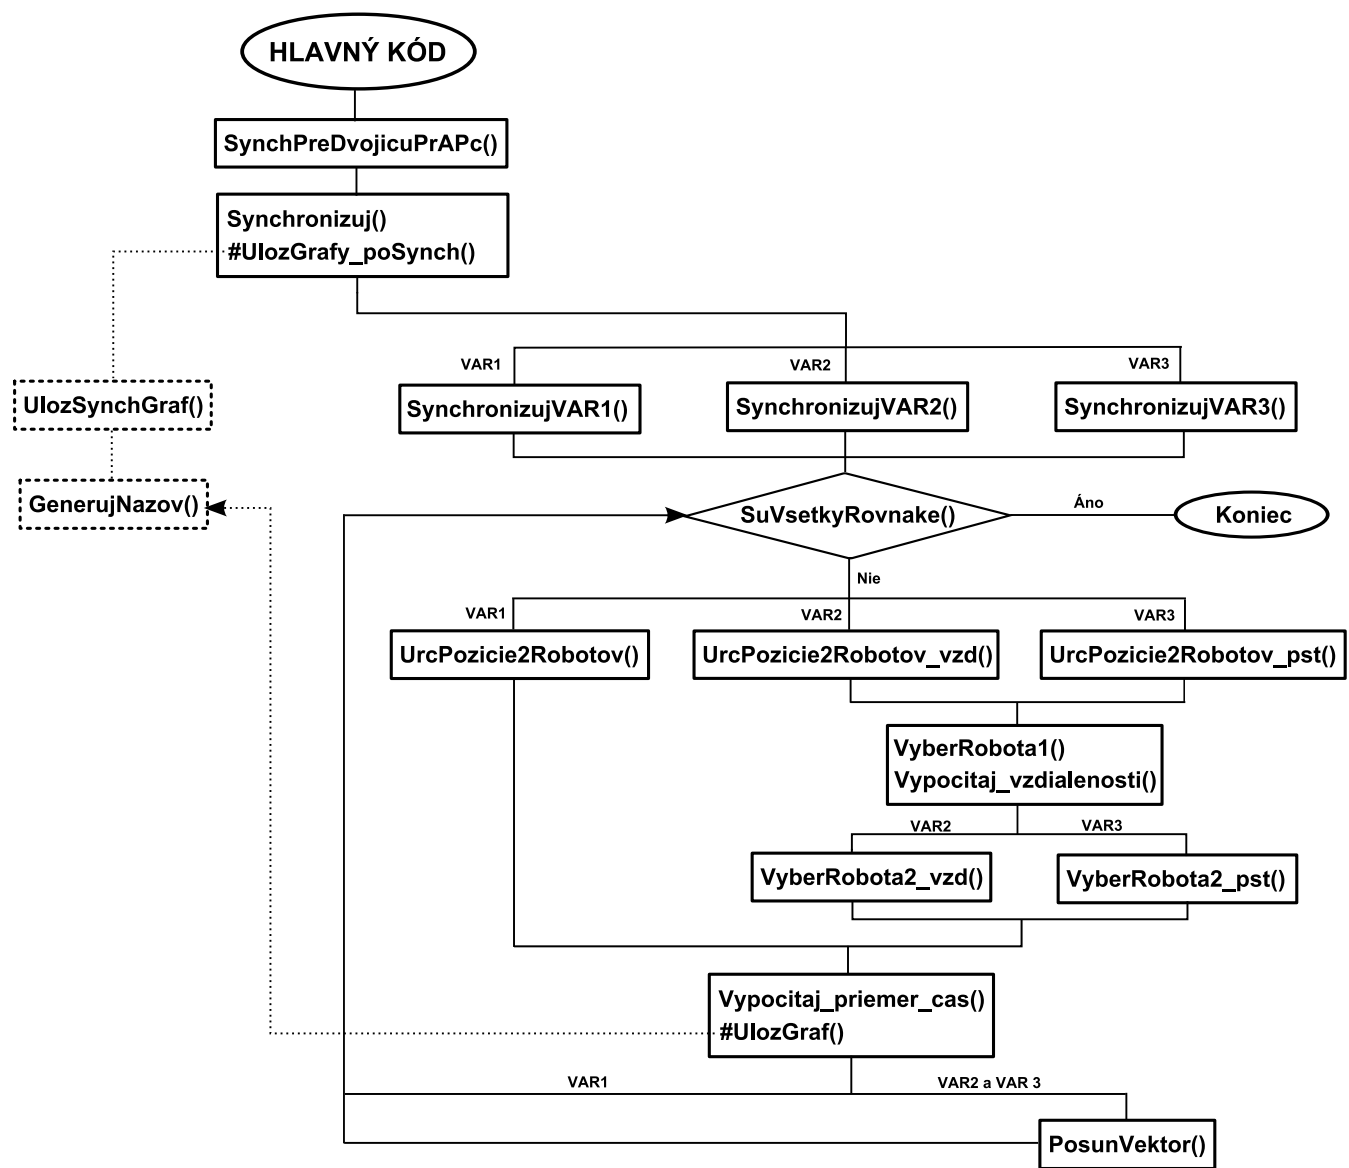 HLAVNÝ KÓD
SynchPreDvojicuPrAPc()
Synchronizuj()
#UlozGrafy_poSynch()
VAR1
VAR2
VAR3
UlozSynchGraf()
SynchronizujVAR1()
SynchronizujVAR2()
SynchronizujVAR3()
GenerujNazov()
SuVsetkyRovnake()
Áno
Koniec
Nie
VAR1
VAR2
VAR3
UrcPozicie2Robotov()
UrcPozicie2Robotov_vzd()
UrcPozicie2Robotov_pst()
VyberRobota1()
Vypocitaj_vzdialenosti()
VAR2
VAR3
VyberRobota2_vzd()
VyberRobota2_pst()
Vypocitaj_priemer_cas()
#UlozGraf()
VAR1
VAR2 a VAR 3
PosunVektor()